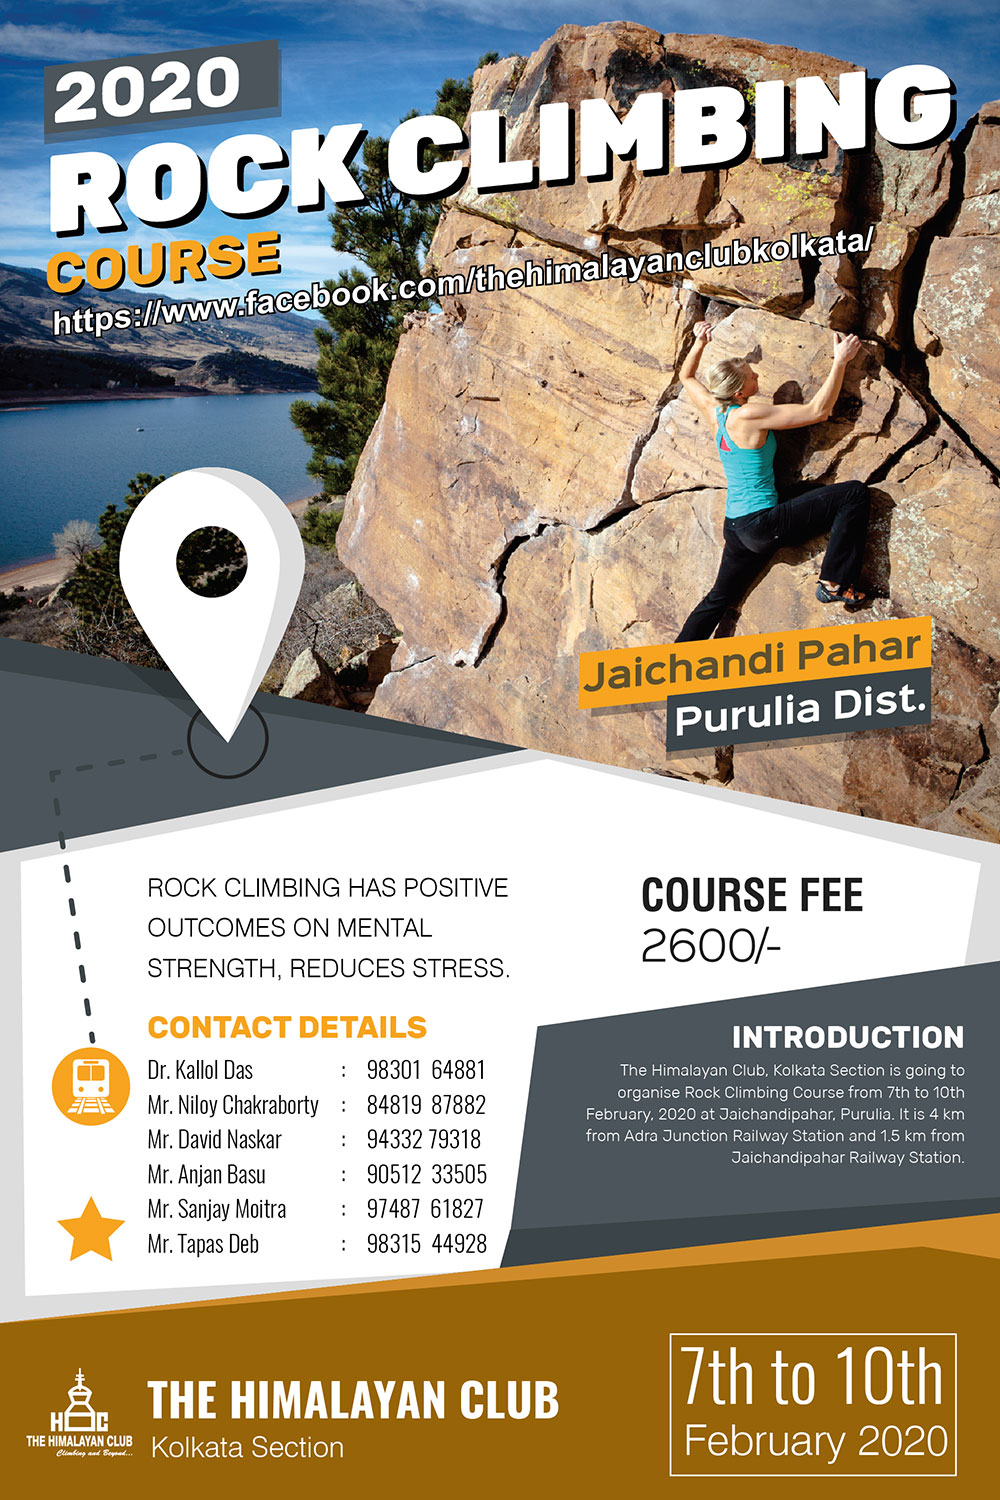 2020
ROCK CLIMBING
COURSE
https://www.facebook.com/thehimalayanclubkolkata/
Jaichandi Pahar
Purulia Dist.
ROCK CLIMBING HAS POSITIVE
OUTCOMES ON MENTAL
STRENGTH, REDUCES STRESS.
COURSE FEE
2600/-
CONTACT DETAILS
Dr. Kallol Das : 98301 64881
Mr. Niloy Chakraborty : 84819 87882
Mr. David Naskar : 94332 79318
Mr. Anjan Basu : 90512 33505
Mr. Sanjay Moitra : 97487 61827
Mr. Tapas Deb : 98315 44928
INTRODUCTION
The Himalayan Club, Kolkata Section is going to
organise Rock Climbing Course from 7th to 10th
February, 2020 at Jaichandipahar, Purulia. It is 4 km
from Adra Junction Railway Station and 1.5 km from
Jaichandipahar Railway Station.
H C
THE HIMALAYAN CLUB
Climbing and Beyond...
THE HIMALAYAN CLUB
Kolkata Section
7th to 10th
February 2020